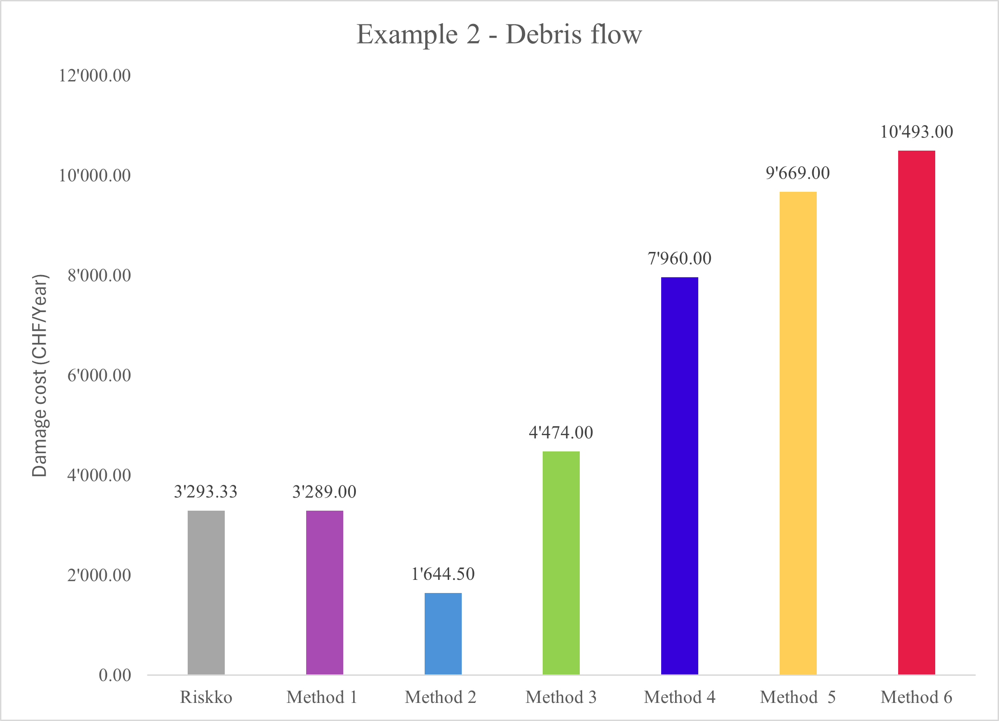 Example 2 - Debris flow
Damage cost (CHF/Year)
12'000.00
10'000.00
8'000.00
6'000.00
4'000.00
2'000.00
0.00
3'293.33
3'289.00
1'644.50
4'474.00
7'960.00
9'669.00
10'493.00
Riskko
Method 1
Method 2
Method 3
Method 4
Method  5
Method 6